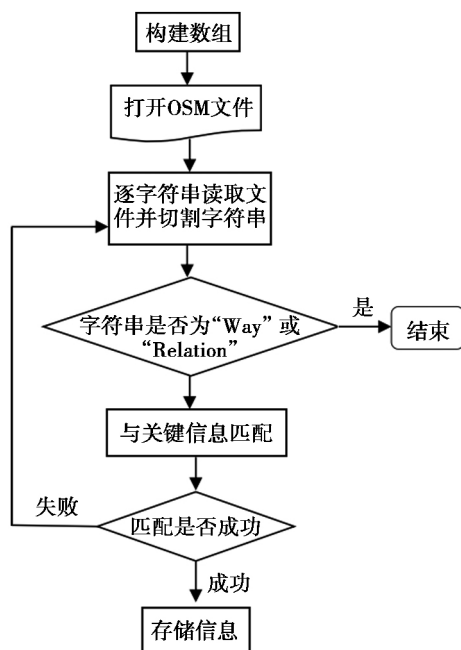 构建数组
打开OSM文件
逐字符串读取文
件并切割字符串
字符串是否为“Way”或
“Relation”
是
结束
与关键信息匹配
失败
匹配是否成功
成功
存储信息